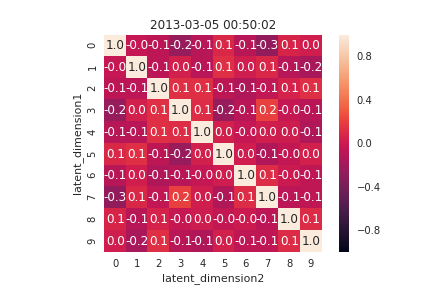 2013-03-05 00:50:02
0 1.0 -0.0 -0.1 -0.2 -0.1 0.1 -0.1 -0.3 0.1 0.0
1 -0.0 1.0 -0.1 0.0 -0.1 0.1 0.0 0.1 -0.1 -0.2
2 -0.1 -0.1 1.0 0.1 0.1 -0.1 -0.1 -0.1 0.1 0.1
3 -0.2 0.0 0.1 1.0 0.1 -0.2 -0.1 0.2 -0.0 -0.1
4 -0.1 -0.1 0.1 0.1 1.0 0.0 -0.0 0.0 0.0 -0.1
5 0.1 0.1 -0.1 -0.2 0.0 1.0 0.0 -0.1 -0.0 0.0
6 -0.1 0.0 -0.1 -0.1 -0.0 0.0 1.0 0.1 -0.0 -0.1
7 -0.3 0.1 -0.1 0.2 0.0 -0.1 0.1 1.0 -0.1 -0.1
8 0.1 -0.1 0.1 -0.0 0.0 -0.0 -0.0 -0.1 1.0 0.1
9 0.0 -0.2 0.1 -0.1 -0.1 0.0 -0.1 -0.1 0.1 1.0
0 1 2 3 4 5 6 7 8 9
latent_dimension2
latent_dimension1
0.8
0.4
0.0
-0.4
-0.8